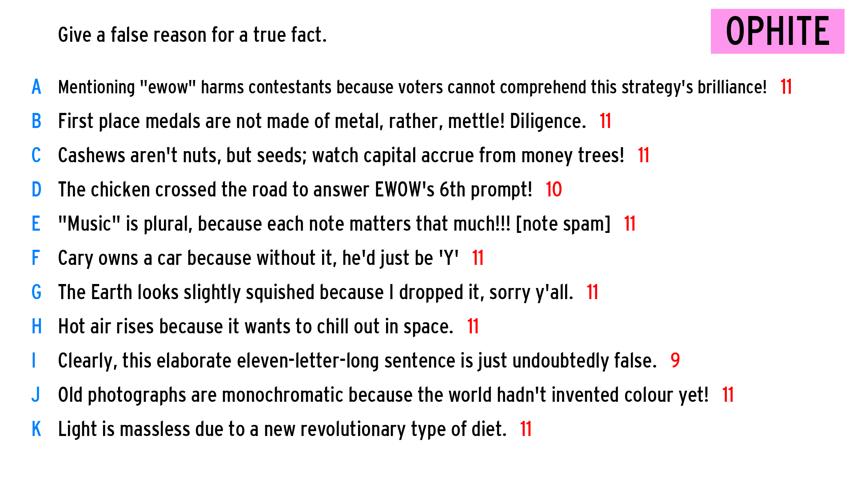 Give a false reason for a true fact.
OPHITE
A Mentioning "ewow" harms contestants because voters cannot comprehend this strategy's brilliance! 11
B First place medals are not made of metal, rather, mettle! Diligence. 11
C Cashews aren't nuts, but seeds; watch capital accrue from money trees! 11
D The chicken crossed the road to answer EWOW's 6th prompt! 10
E "Music" is plural, because each note matters that much!!! [note spam] 11
F Cary owns a car because without it, he'd just be 'Y' 11
G The Earth looks slightly squished because I dropped it, sorry y'all. 11
H Hot air rises because it wants to chill out in space. 11
I Clearly, this elaborate eleven-letter-long sentence is just undoubtedly false. 9
J Old photographs are monochromatic because the world hadn't invented colour yet! 11
K Light is massless due to a new revolutionary type of diet. 11